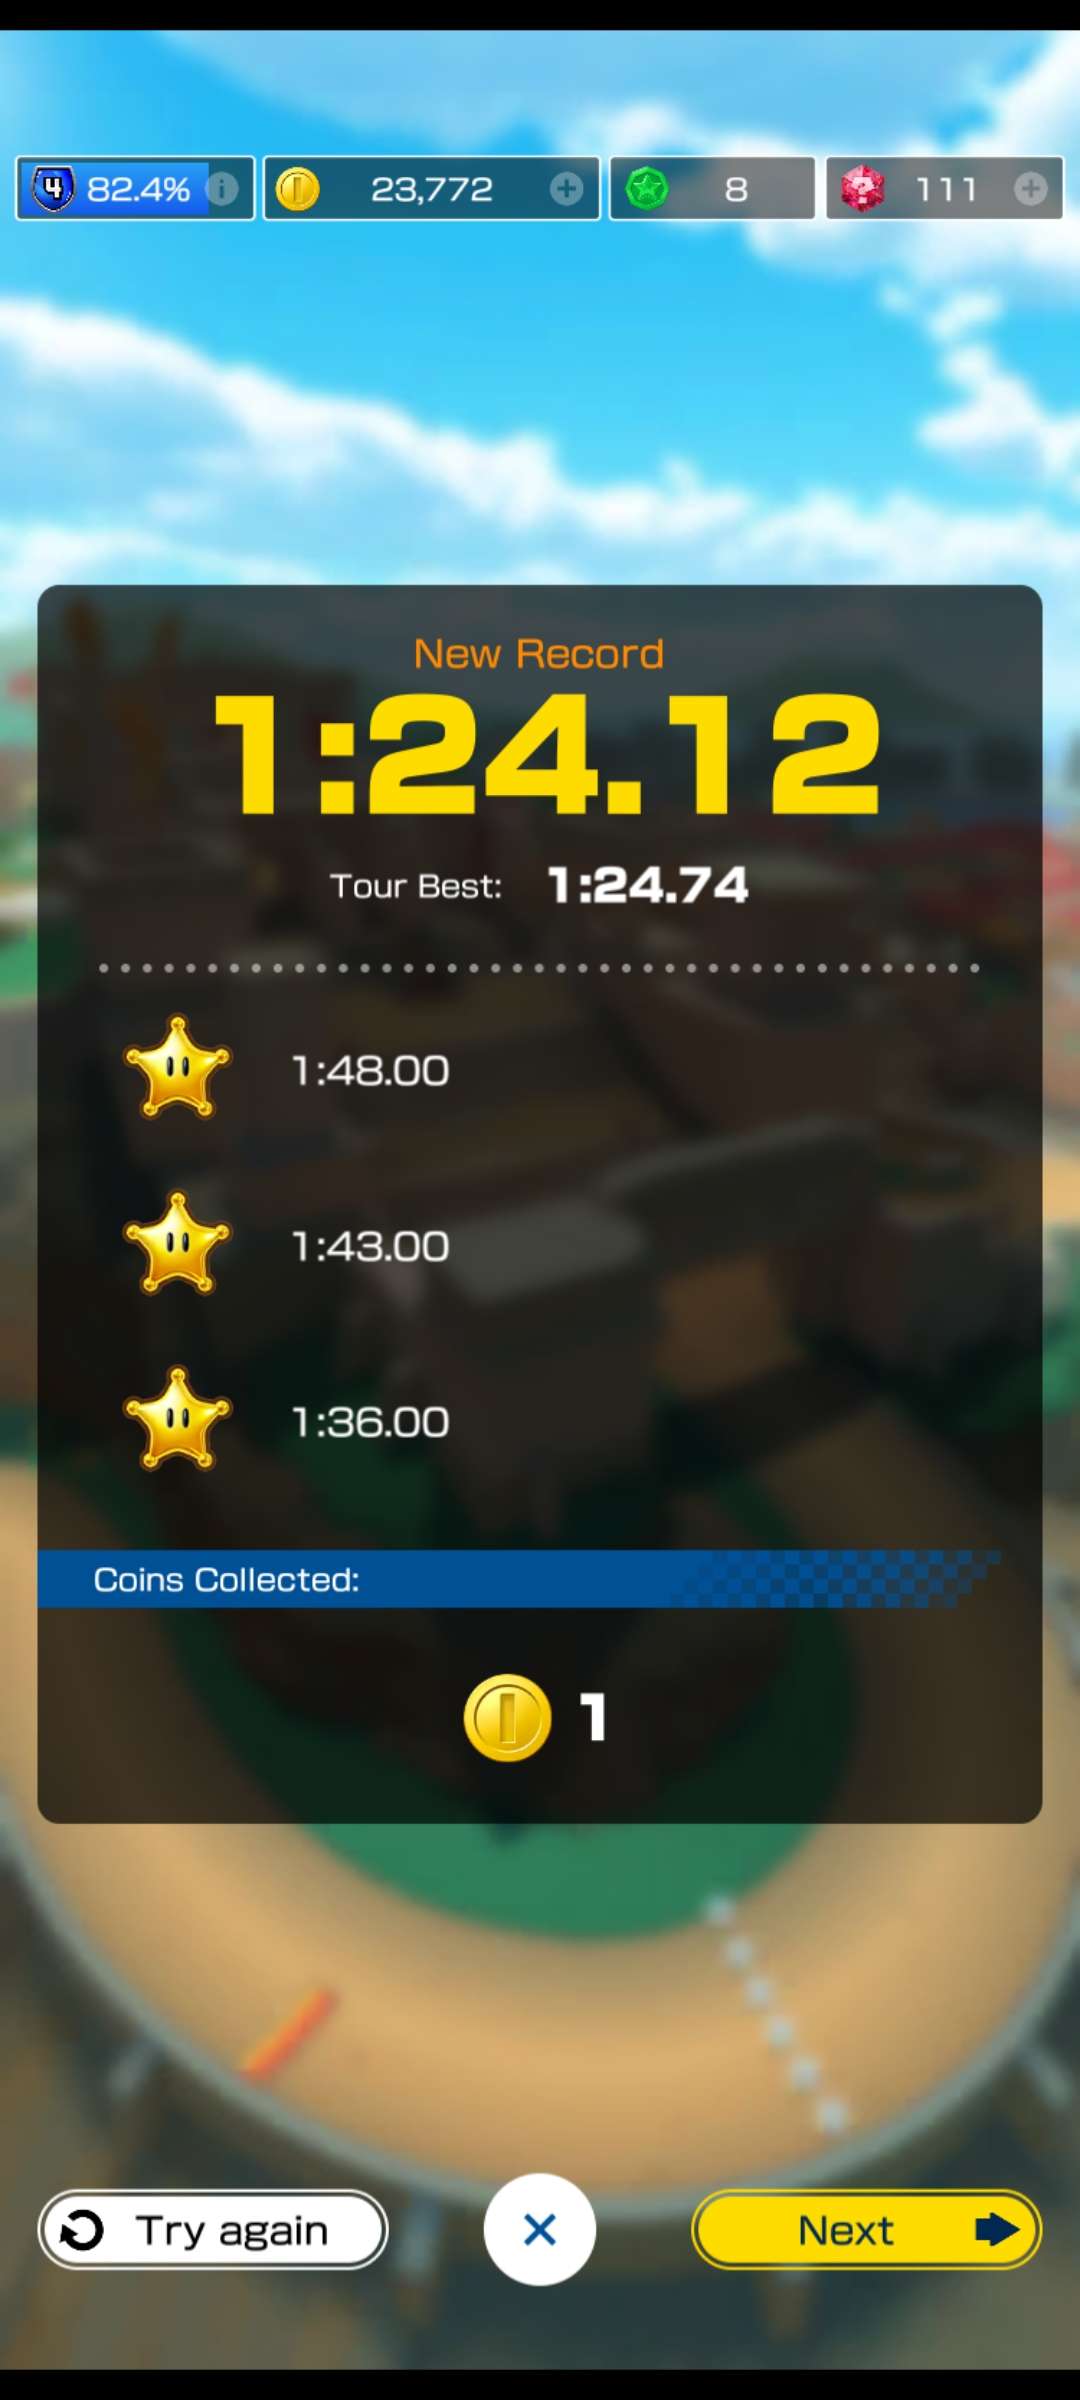 4 82.4% i 23,772 + 8 ? 111 +
New Record
1:24.12
Tour Best: 1:24.74
1:48.00
1:43.00
1:36.00
Coins Collected:
1
Try again × Next